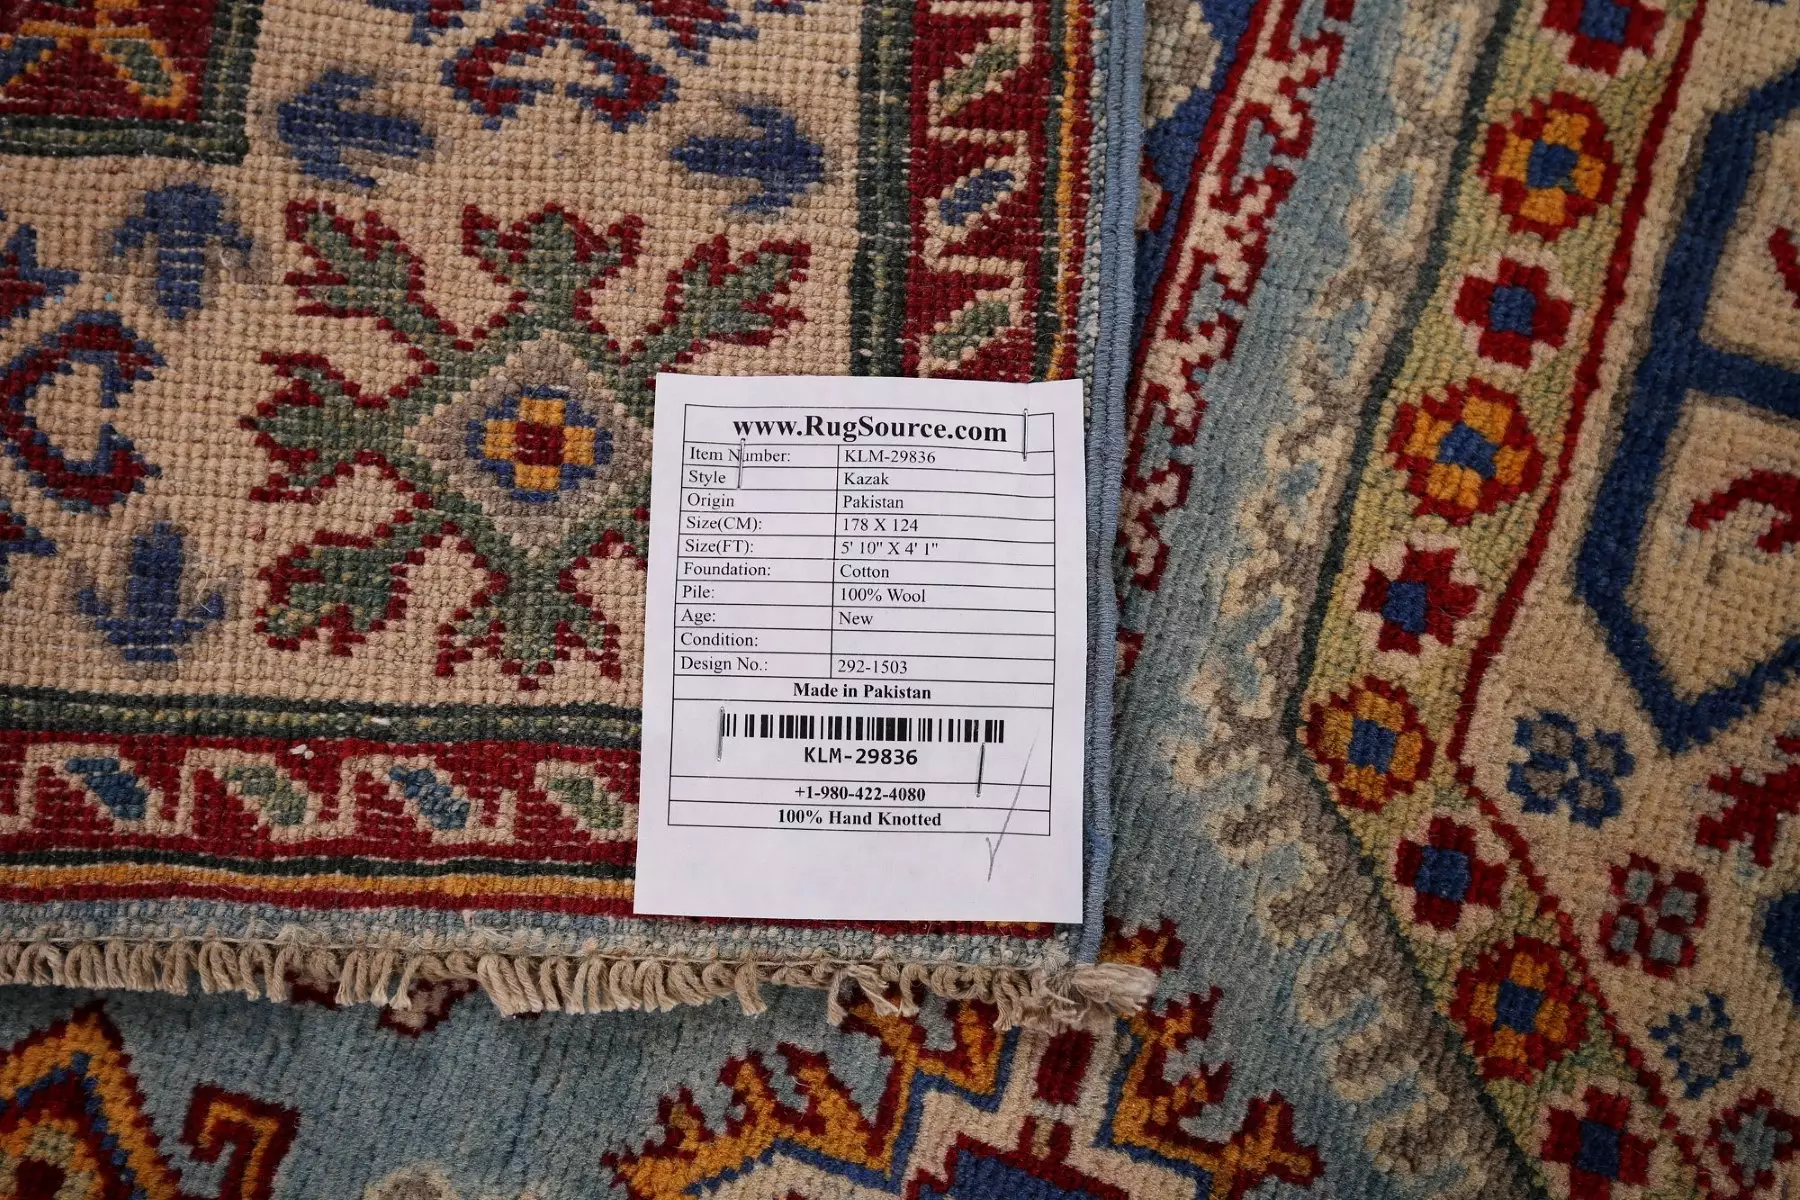 www.RugSource.com
Item Number: KLM-29836
Style Kazak
Origin Pakistan
Size(CM): 178 X 124
Size(FT): 5' 10" X 4' 1"
Foundation: Cotton
Pile: 100% Wool
Age: New
Condition:
Design No.: 292-1503
Made in Pakistan
KLM-29836
+1-980-422-4080
100% Hand Knotted